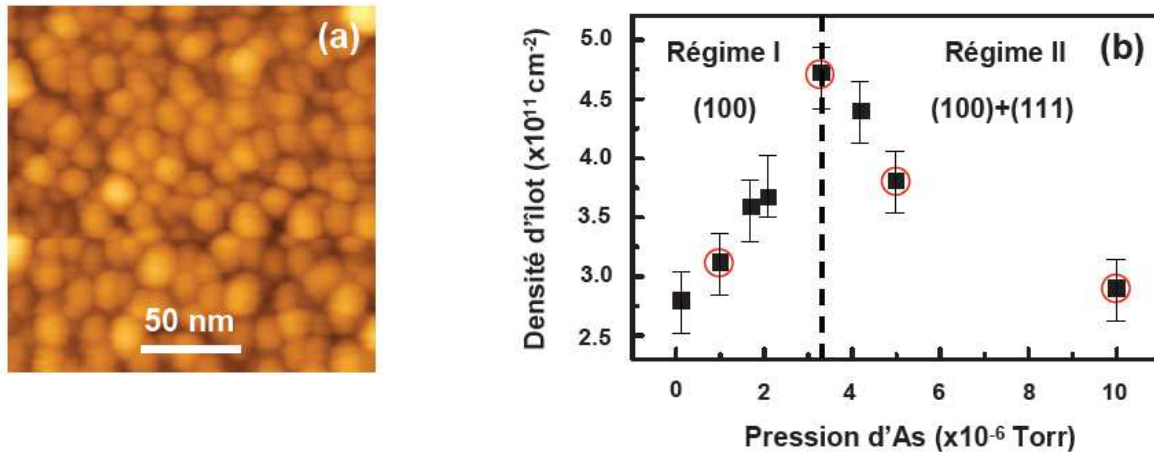 (a)
50 nm
(b)
Régime I
Régime II
(100)
(100)+(111)
Densité d'îlot (x10¹¹ cm⁻²)
5.0
4.5
4.0
3.5
3.0
2.5
0 2 4 6 8 10
Pression d'As (x10⁻⁶ Torr)